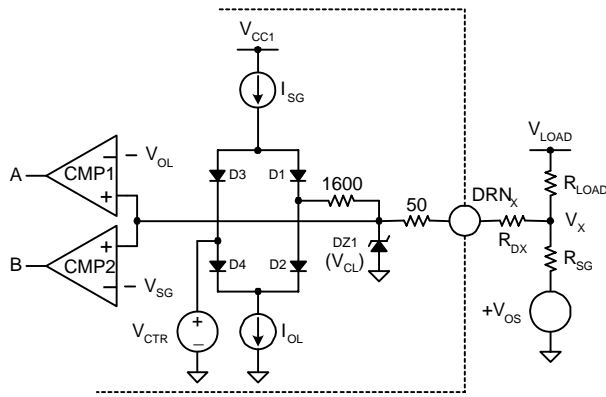 VCC1
ISG
VLOAD
A
CMP1
VOL
+
D3
D1
1600
50
DRNX
RLOAD
VX
RDX
B
CMP2
+
VSG
D4
D2
DZ1
(VCL)
RSG
VCTR
+
–
IOL
+VOS